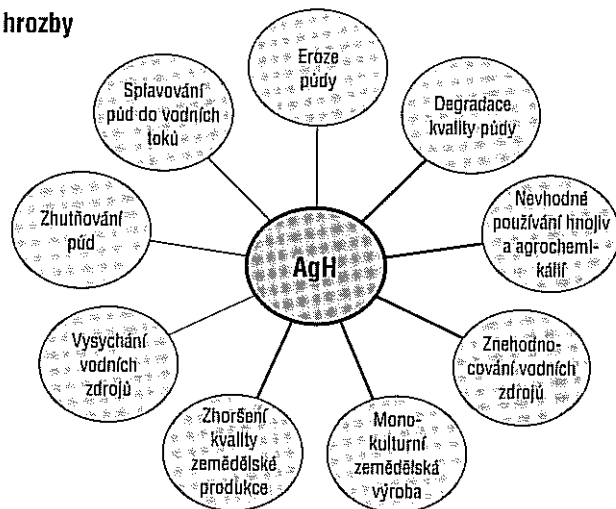 hrozby
Eroze
půdy
Splavování
půd do vodních
toků
Degradace
kvality půdy
Zhutňování
půd
Nevhodné
používání hnojiv
a agrochemi-
kálií
AgH
Vysychání
vodních
zdrojů
Znehodno-
cování vodních
zdrojů
Zhoršení
kvality
zemědělské
produkce
Mono-
kulturní
zemědělská
výroba